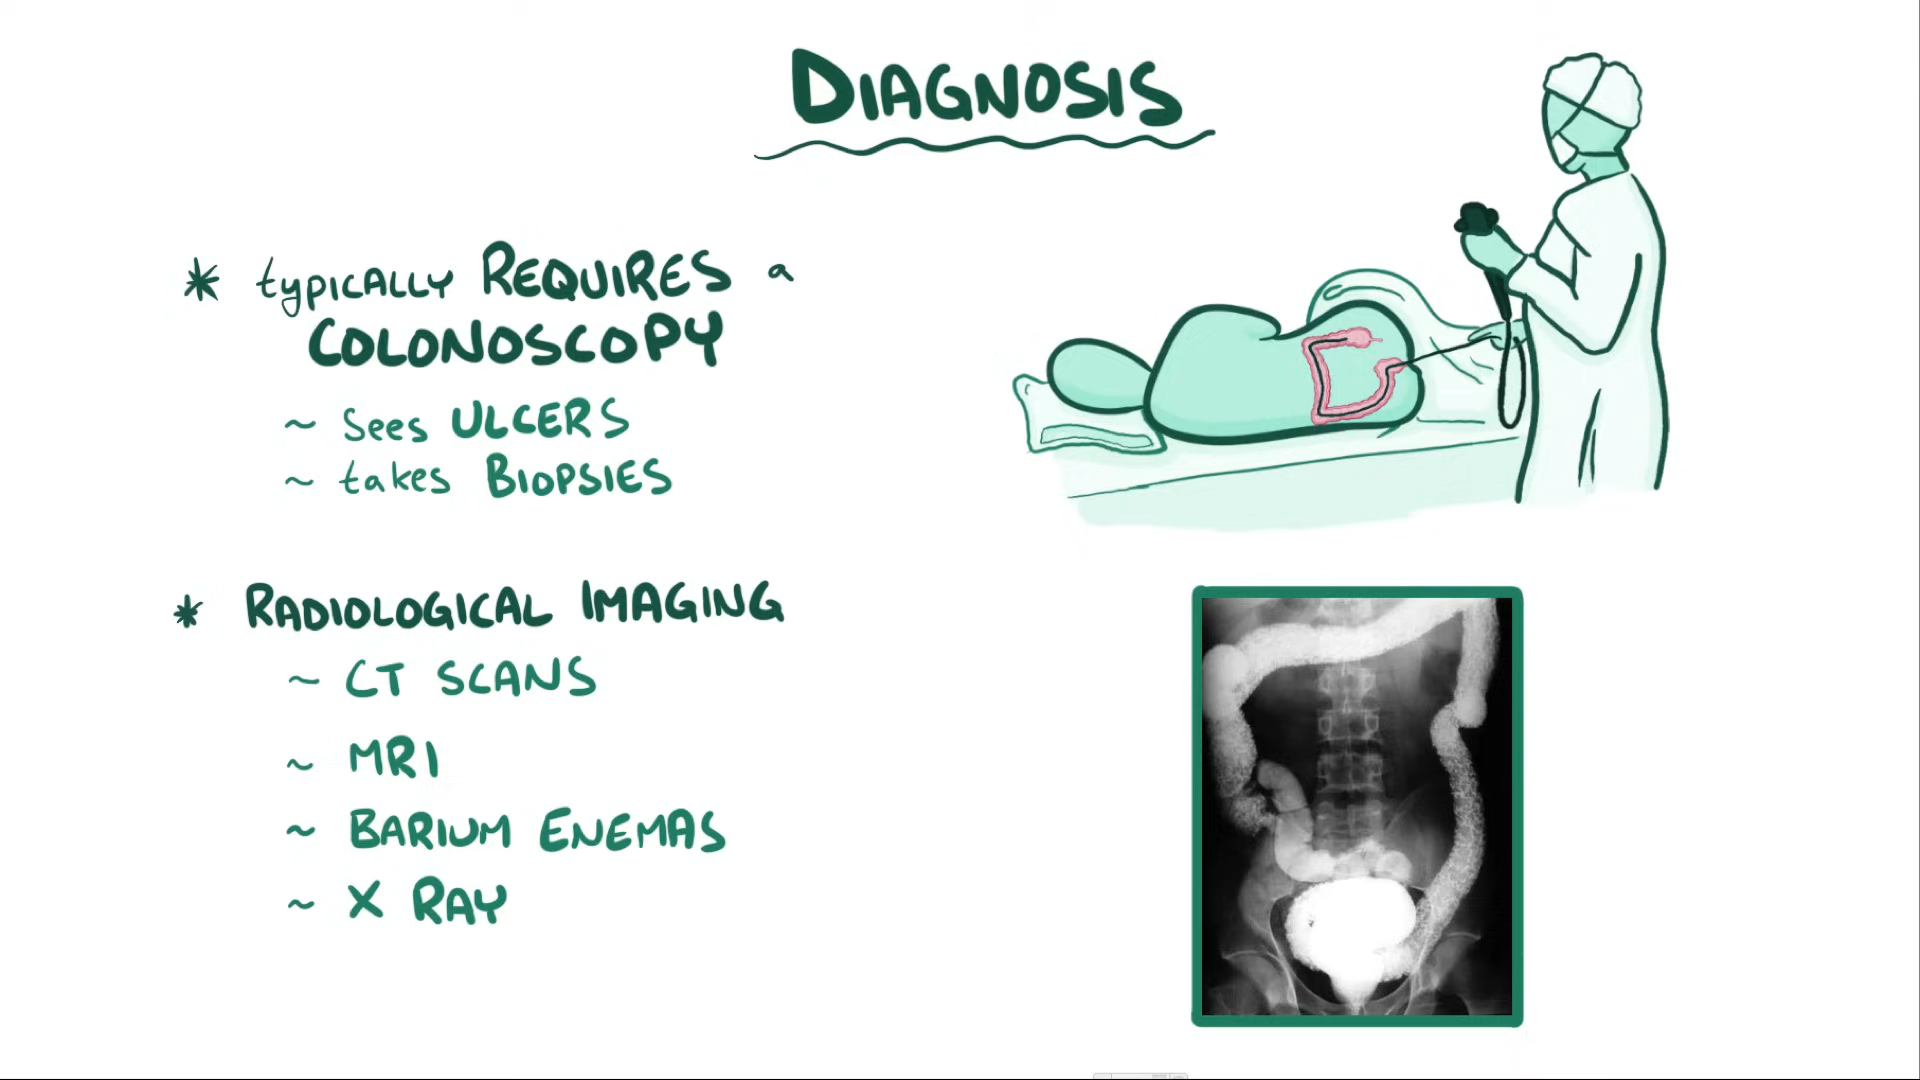 DIAGNOSIS
* typically REQUIRES a
COLONOSCOPY
~ sees ULCERS
~ takes BIOPSIES
* RADIOLOGICAL IMAGING
~ CT SCANS
~ MRI
~ BARIUM ENEMAS
~ X RAY